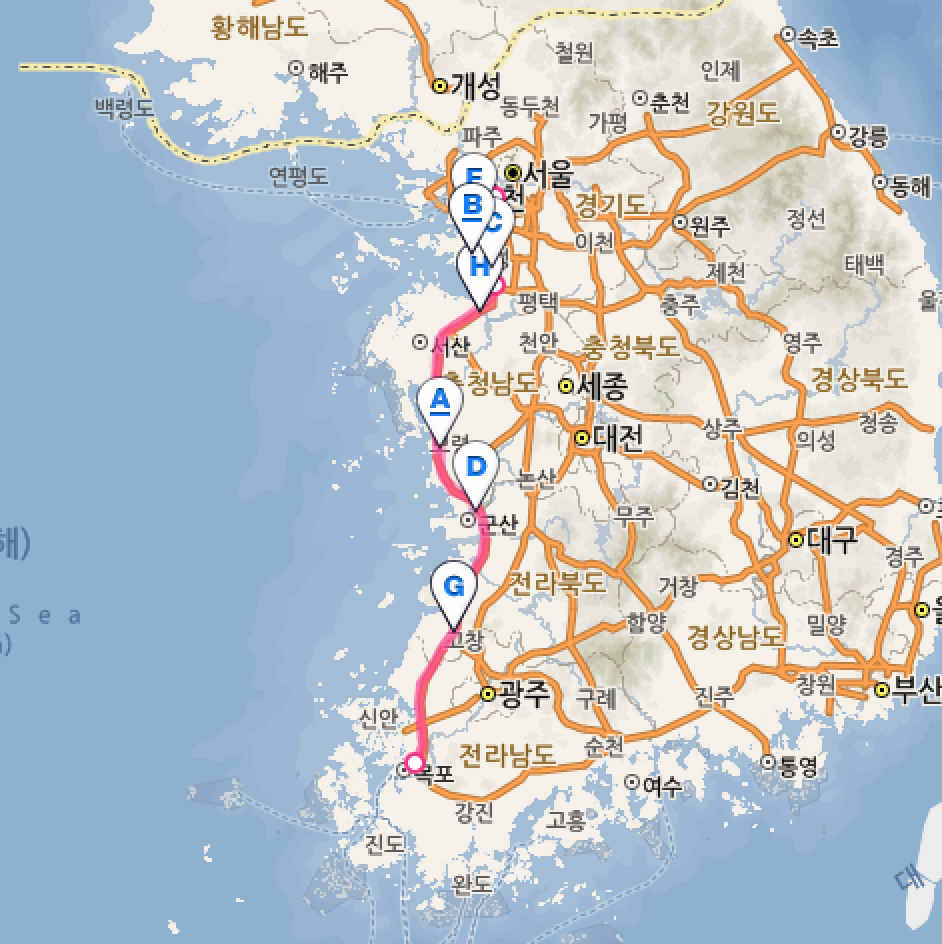 황해남도
속초
철원
해주
인제
개성
백령도
동두천
춘천
강원도
가평
파주
강릉
연평도
E
서울
천
동해
B
경기도
C
정선
원주
이천
H
태백
제천
평택
충주
울
서산
천안
충청북도
영주
경상북도
충청남도
세종
A
청송
상주
의성
대전
보령
D
논산
김천
군산
무주
대구
해)
경주
G
전라북도
거창
S e a
울
함양
밀양
경상남도
고창
)
창원
부산
광주
구례
진주
신안
순천
전라남도
통영
목포
여수
강진
고흥
진도
완도
대